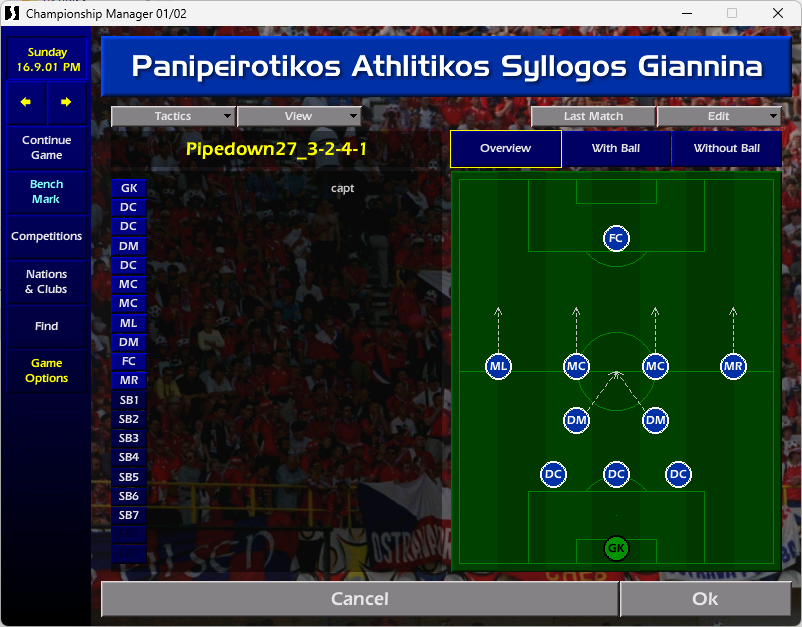 Championship Manager 01/02
Sunday
16.9.01 PM
Panipeirotikos Athlitikos Syllogos Giannina
Continue
Game
Bench
Mark
Competitions
Nations
& Clubs
Find
Game
Options
Tactics
View
Last Match
Edit
Pipedown27_3-2-4-1
Overview
With Ball
Without Ball
GK capt
DC
DC
DM
DC
MC
MC
ML
DM
FC
MR
SB1
SB2
SB3
SB4
SB5
SB6
SB7
FC
ML MC MC MR
DM DM
DC DC DC
GK
OSTRAVA
Cancel
Ok